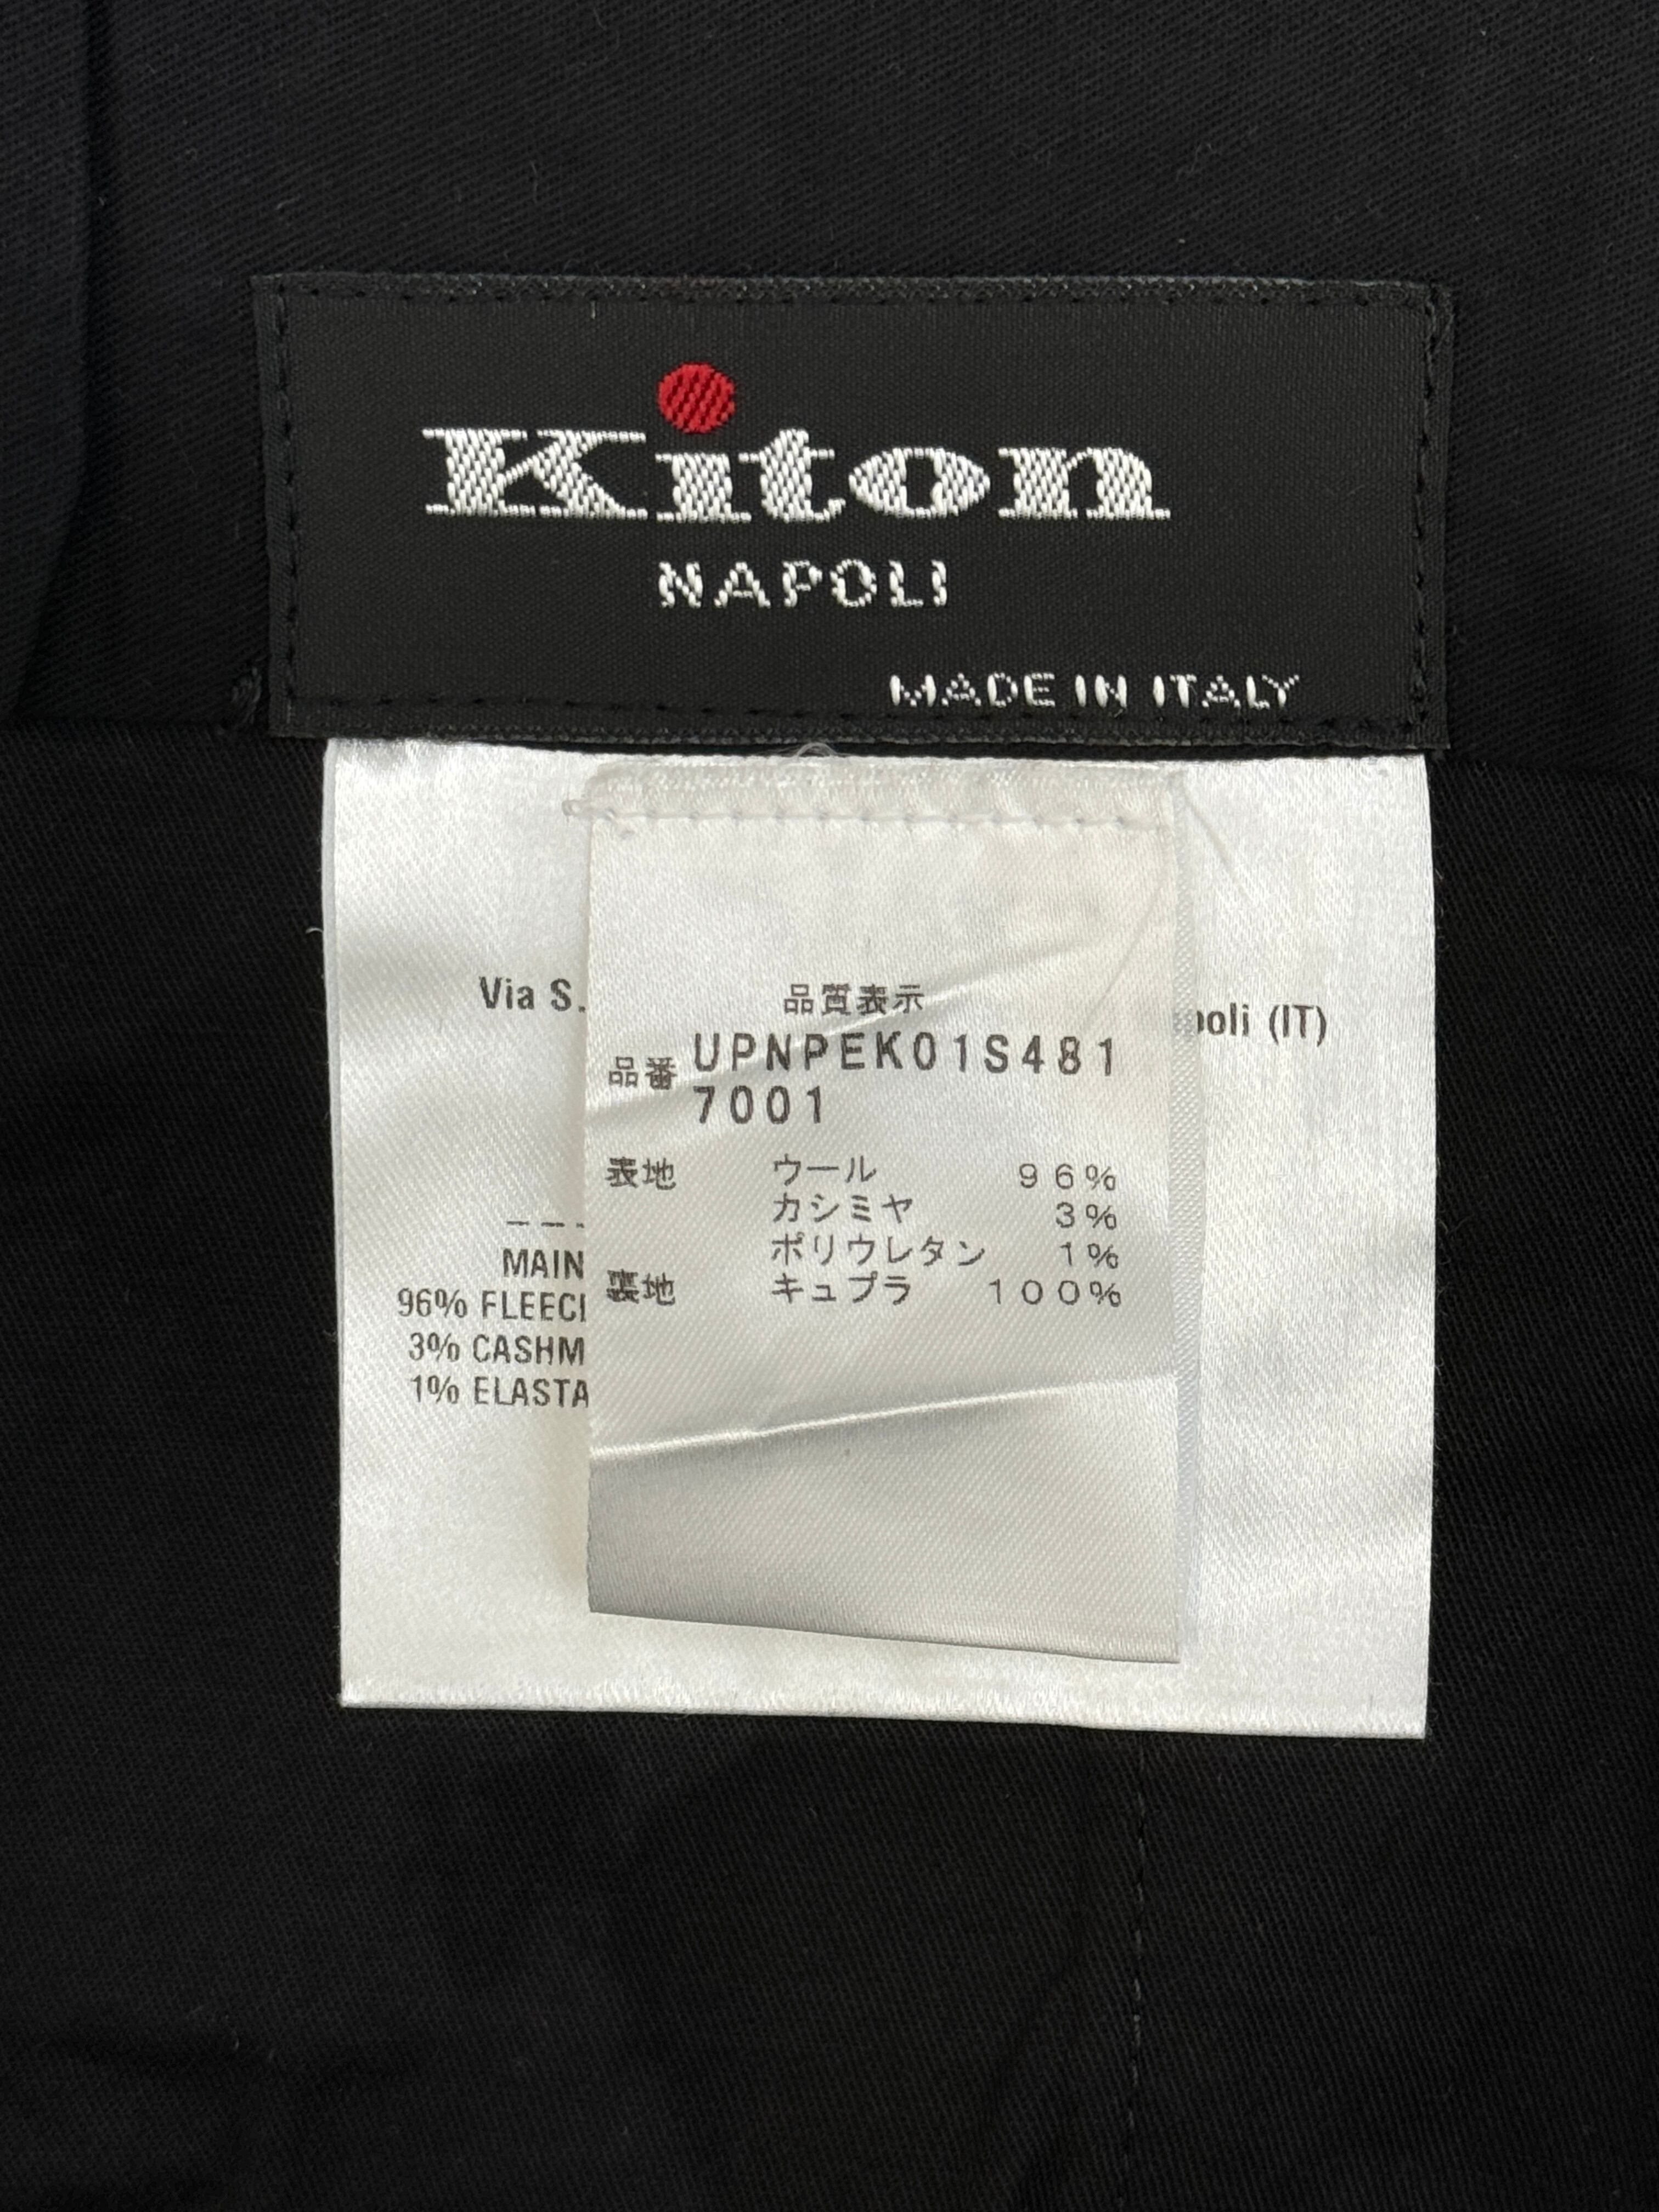 Kiton
NAPOLI
MADE IN ITALY
Via S.
poli (IT)
品質表示
品番 UPNPEK01S481
7001
表地 ウール 96%
カシミヤ 3%
ポリウレタン 1%
裏地 キュプラ 100%
MAIN
96% FLEECE
3% CASHM
1% ELASTA